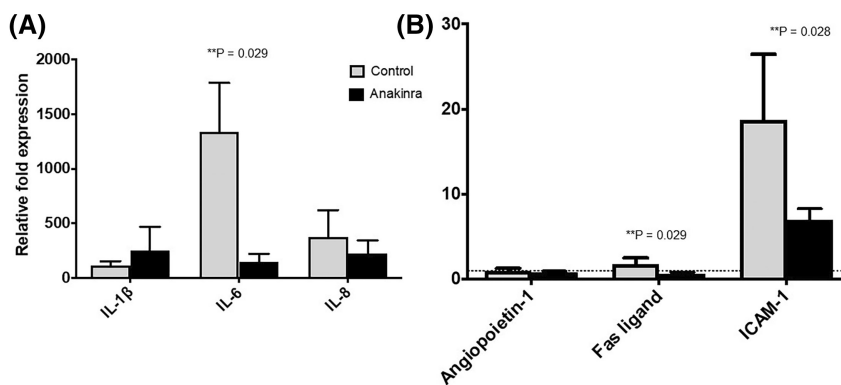 (A)
**P = 0.029
Control
Anakinra
Relative fold expression
2000
1500
1000
500
0
IL-1β
IL-6
IL-8
(B)
**P = 0.028
**P = 0.029
30
20
10
0
Angiopoietin-1
Fas ligand
ICAM-1